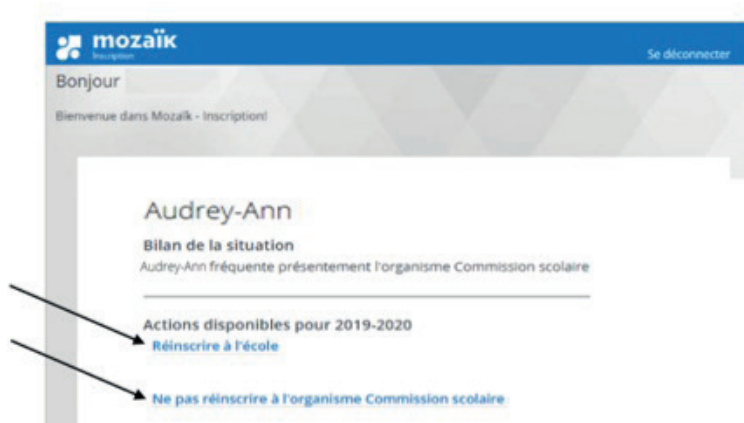 mozaïk
Inscription
Se déconnecter
Bonjour
Bienvenue dans Mozaïk - Inscription!
Audrey-Ann
Bilan de la situation
Audrey-Ann fréquente présentement l'organisme Commission scolaire
Actions disponibles pour 2019-2020
Réinscrire à l'école
Ne pas réinscrire à l'organisme Commission scolaire